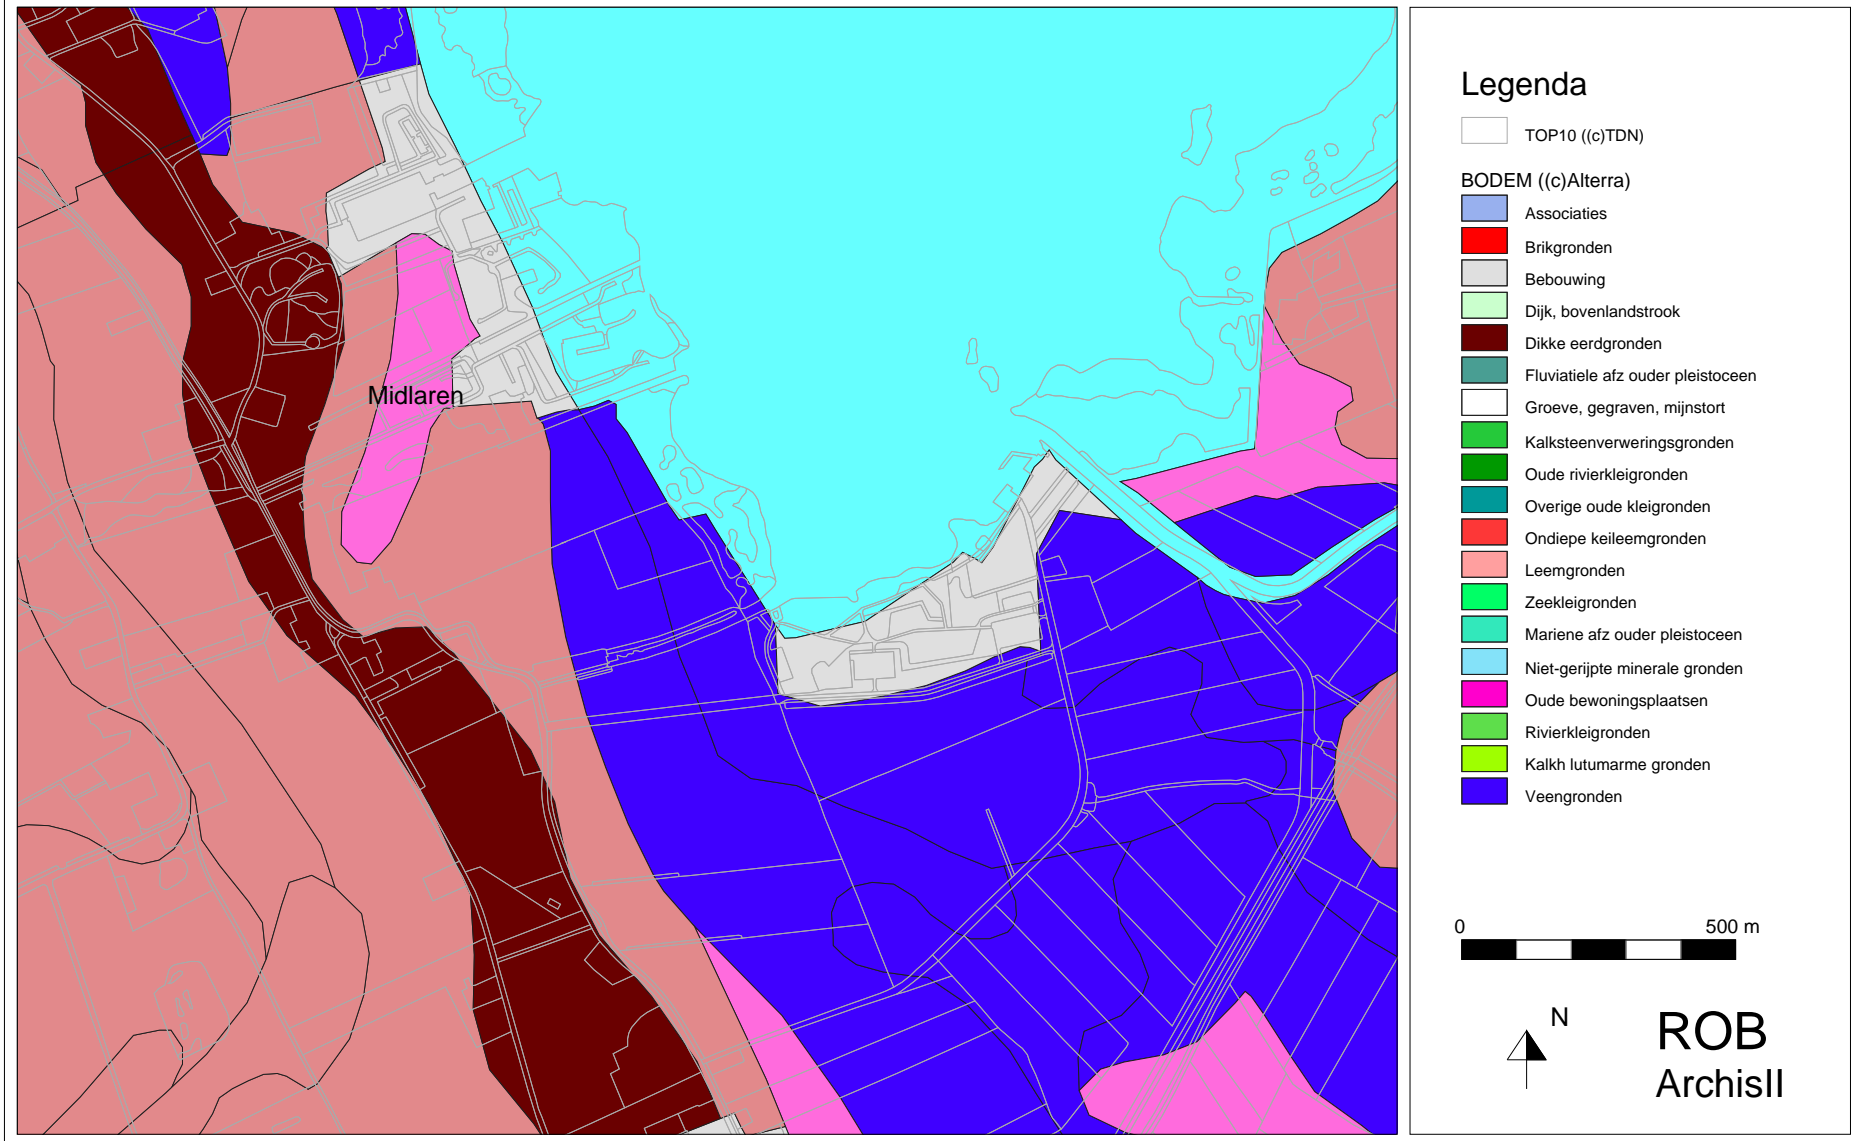 Midlaren
Legenda
TOP10 ((c)TDN)
BODEM ((c)Alterra)
Associaties
Brikgronden
Bebouwing
Dijk, bovenlandstrook
Dikke eerdgronden
Fluviatiele afz ouder pleistoceen
Groeve, gegraven, mijnstort
Kalksteenverweringsgronden
Oude rivierkleigronden
Overige oude kleigronden
Ondiepe keileemgronden
Leemgronden
Zeekleigronden
Mariene afz ouder pleistoceen
Niet-gerijpte minerale gronden
Oude bewoningsplaatsen
Rivierkleigronden
Kalkh lutumarme gronden
Veengronden
0 500 m
N
ROB
ArchisII